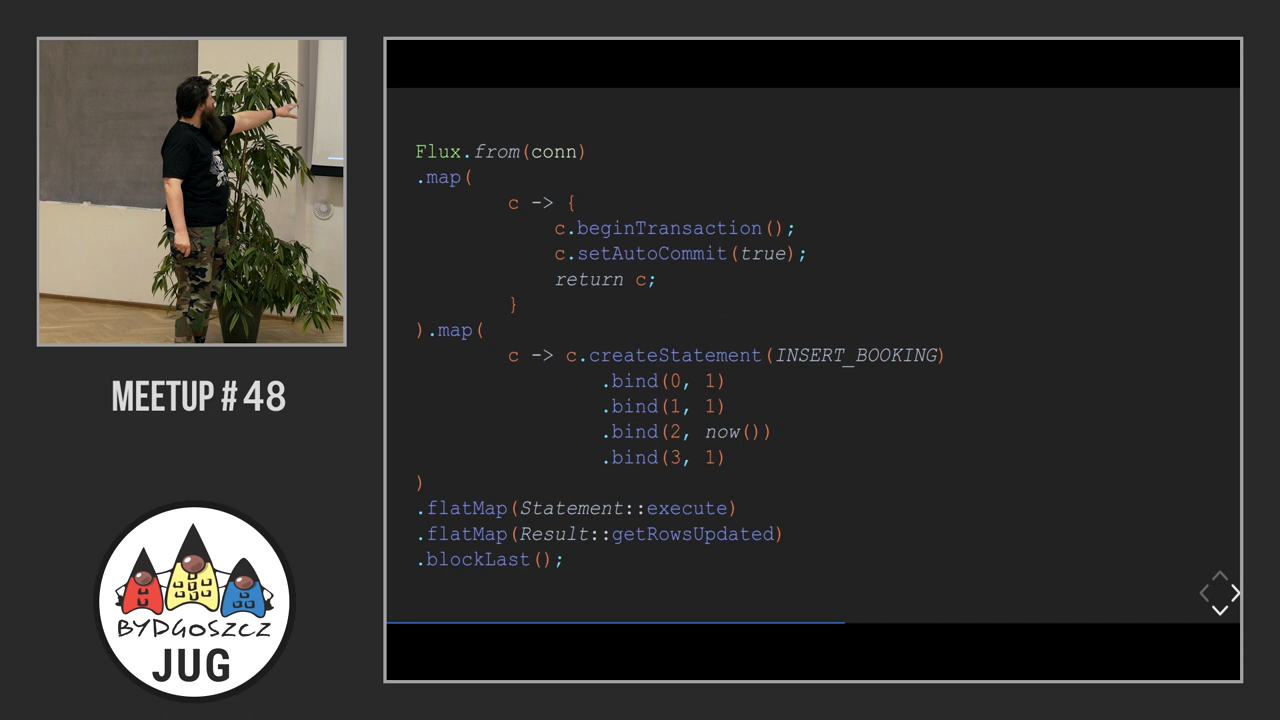 Flux.from(conn)
.map(
c -> {
c.beginTransaction();
c.setAutoCommit(true);
return c;
}
).map(
c -> c.createStatement(INSERT_BOOKING)
.bind(0, 1)
.bind(1, 1)
.bind(2, now())
.bind(3, 1)
)
.flatMap(Statement::execute)
.flatMap(Result::getRowsUpdated)
.blockLast();
MEETUP # 48
BYDGOSZCZ
JUG